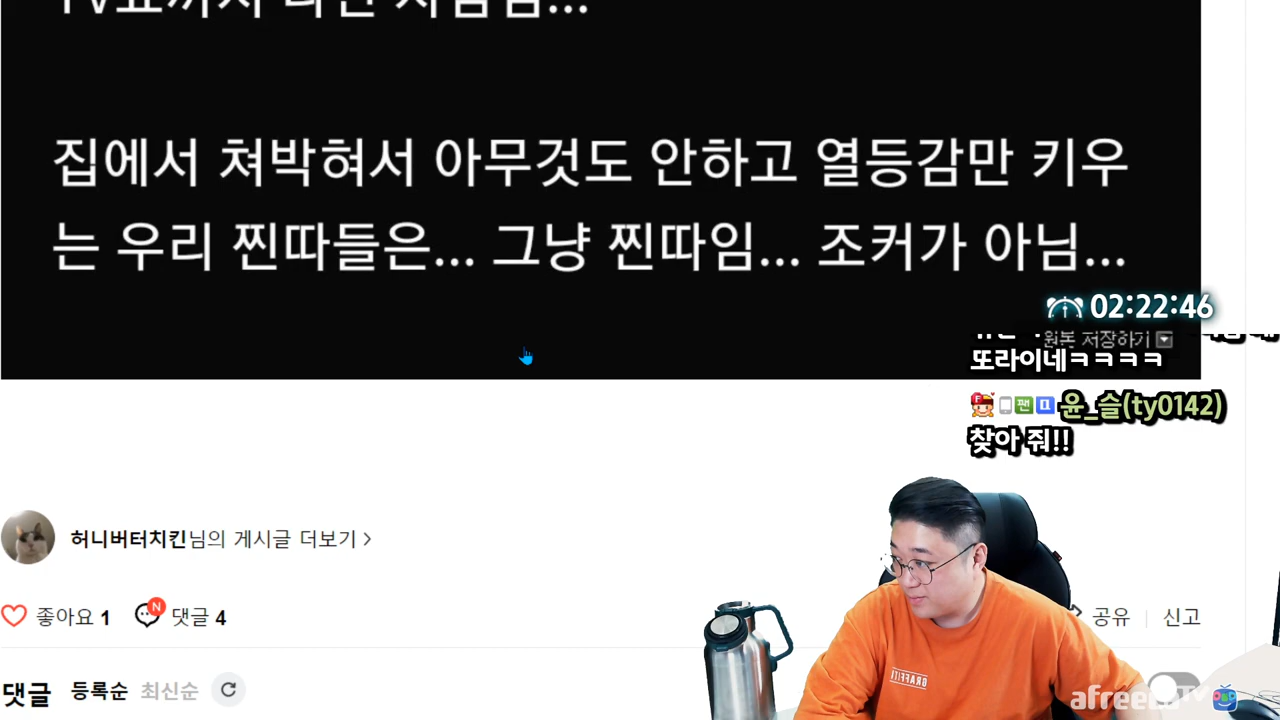 집에서 쳐박혀서 아무것도 안하고 열등감만 키우
는 우리 찐따들은... 그냥 찐따임... 조커가 아님...
02:22:46
원본 저장하기
또라이네ㅋㅋㅋㅋ
윤_슬(ty0142)
찾아 줘!!
허니버터치킨님의 게시글 더보기 >
좋아요 1 댓글 4
공유 신고
댓글 등록순 최신순